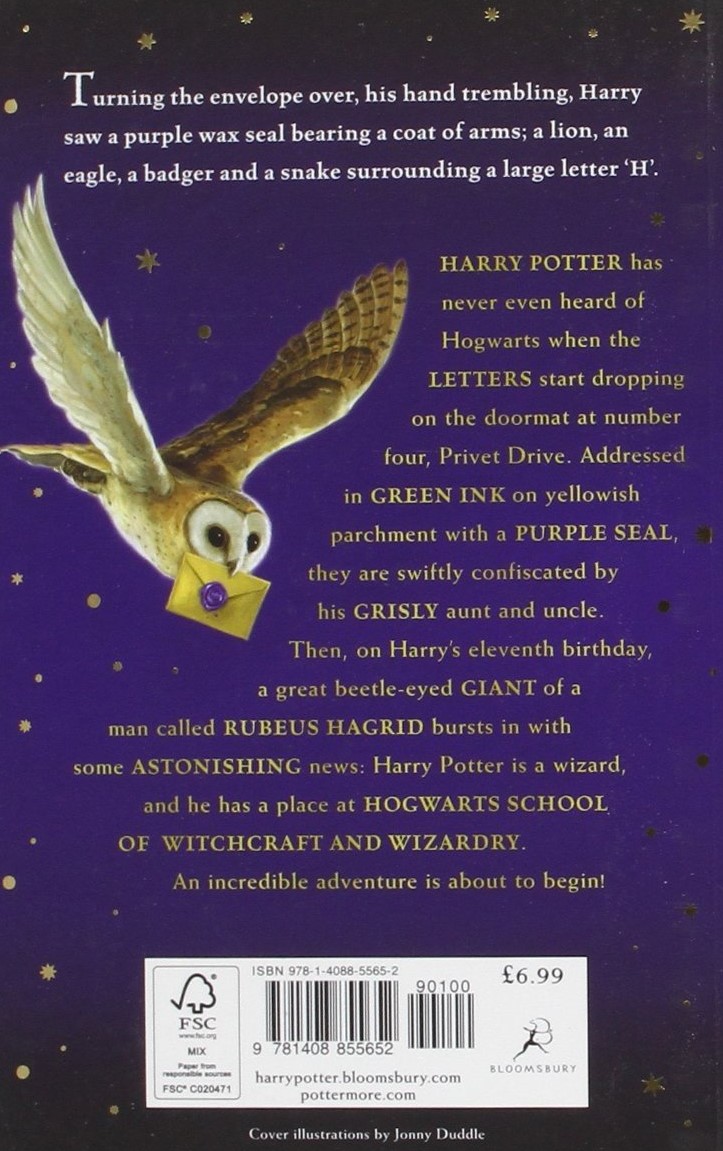 Turning the envelope over, his hand trembling, Harry
saw a purple wax seal bearing a coat of arms; a lion, an
eagle, a badger and a snake surrounding a large letter ‘H’.
HARRY POTTER has
never even heard of
Hogwarts when the
LETTERS start dropping
on the doormat at number
four, Privet Drive. Addressed
in GREEN INK on yellowish
parchment with a PURPLE SEAL,
they are swiftly confiscated by
his GRISLY aunt and uncle.
Then, on Harry’s eleventh birthday,
a great beetle-eyed GIANT of a
man called RUBEUS HAGRID bursts in with
some ASTONISHING news: Harry Potter is a wizard,
and he has a place at HOGWARTS SCHOOL
OF WITCHCRAFT AND WIZARDRY.
An incredible adventure is about to begin!
FSC
www.fsc.org
MIX
Paper from
responsible sources
FSC® C020471
ISBN 978-1-4088-5565-2
90100
9 781408 855652
harrypotter.bloomsbury.com
pottermore.com
£6.99
BLOOMSBURY
Cover illustrations by Jonny Duddle